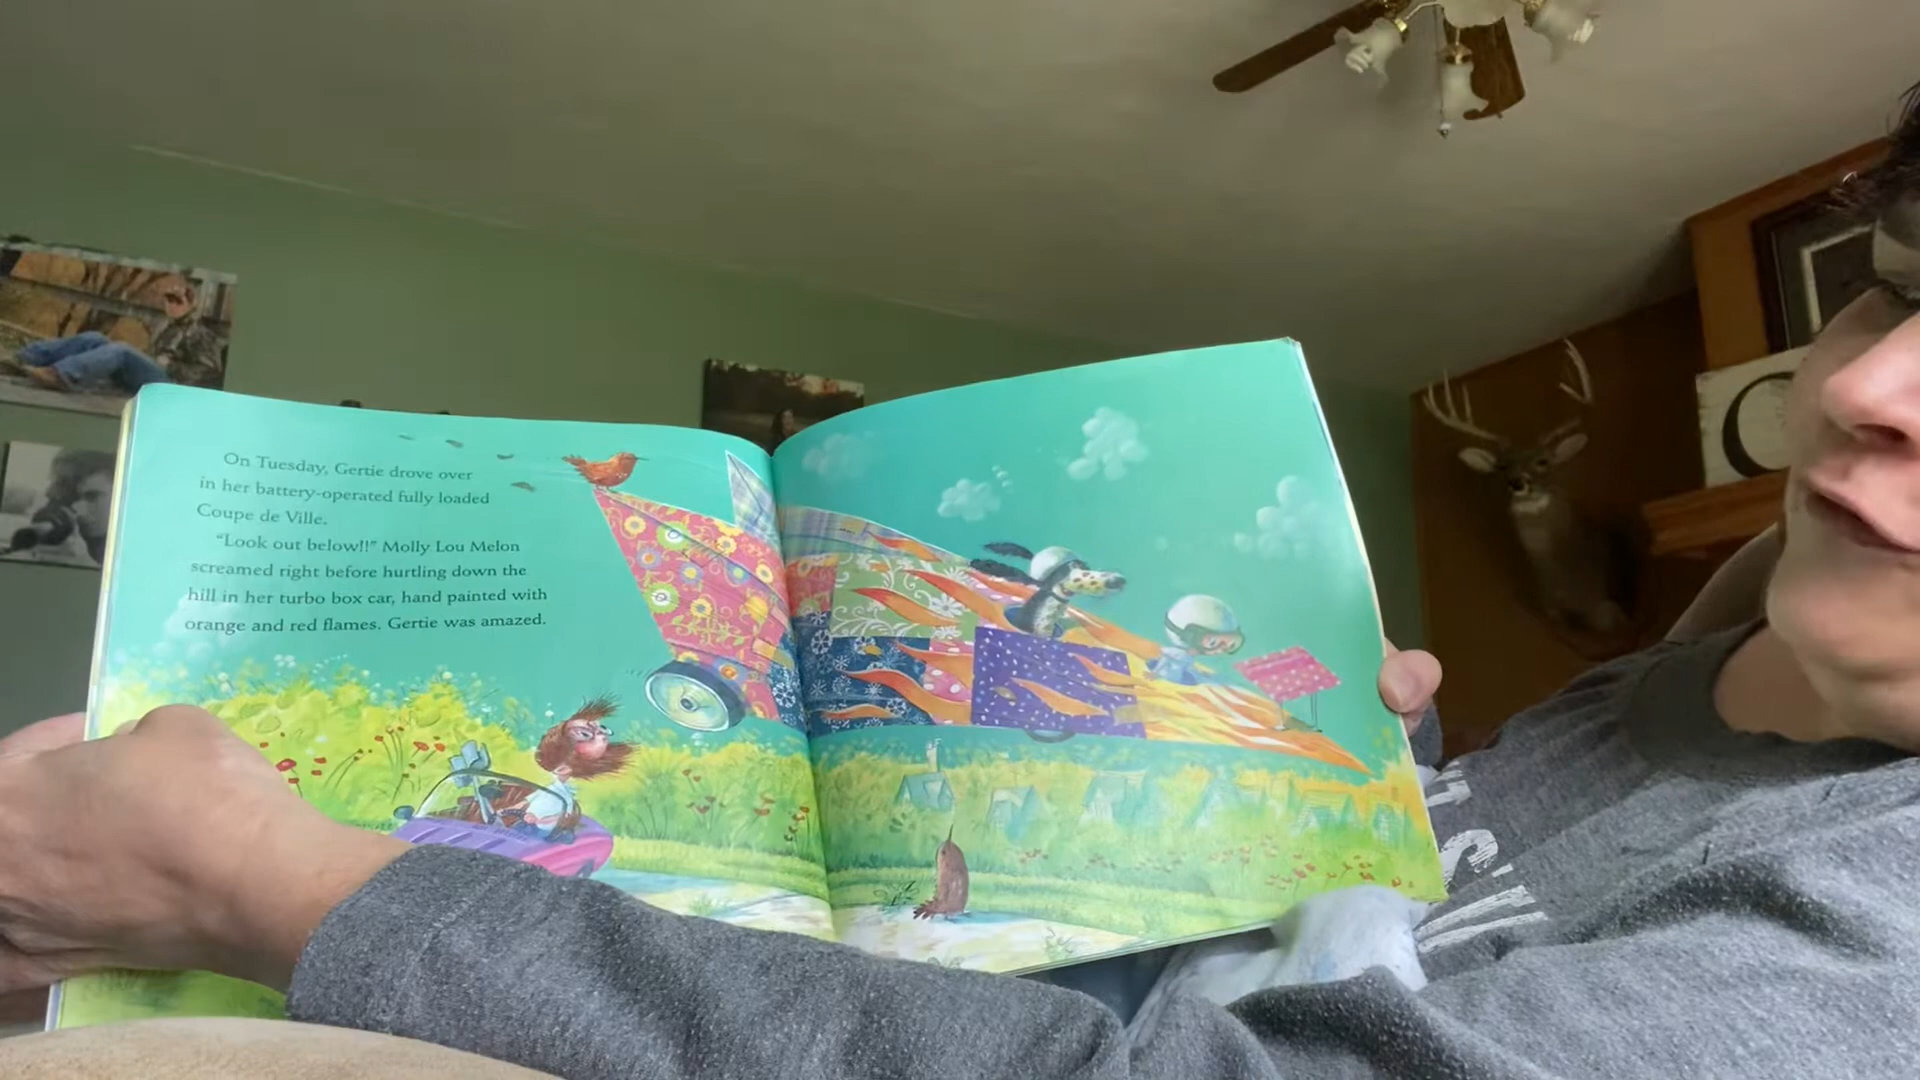 On Tuesday, Gertie drove over
in her battery-operated fully loaded
Coupe de Ville.
“Look out below!!” Molly Lou Melon
screamed right before hurtling down the
hill in her turbo box car, hand painted with
orange and red flames. Gertie was amazed.